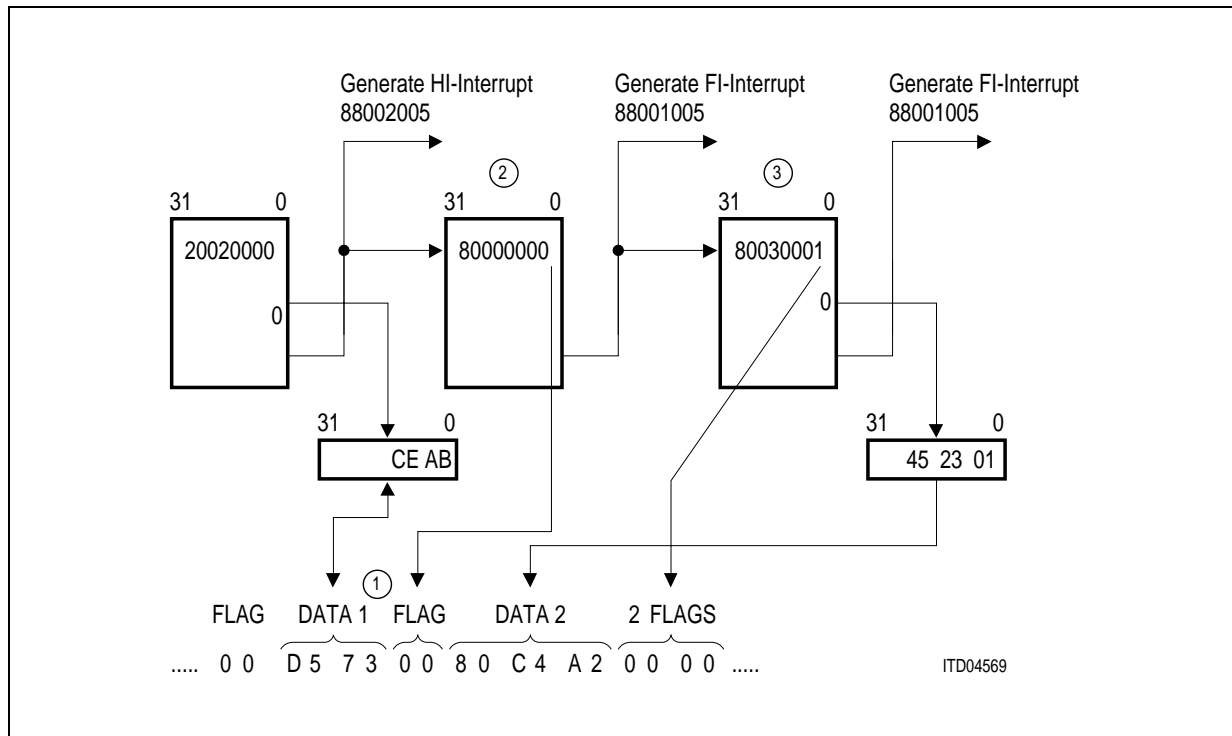 Generate HI-Interrupt Generate FI-Interrupt Generate FI-Interrupt
88002005 88001005 88001005
2 3
31 0 31 0 31 0
20020000 80000000 80030001
0 0
31 0 31 0
CE AB 45 23 01
1
FLAG DATA 1 FLAG DATA 2 2 FLAGS
..... 0 0 D 5 7 3 0 0 8 0 C 4 A 2 0 0 0 0 .....
ITD04569